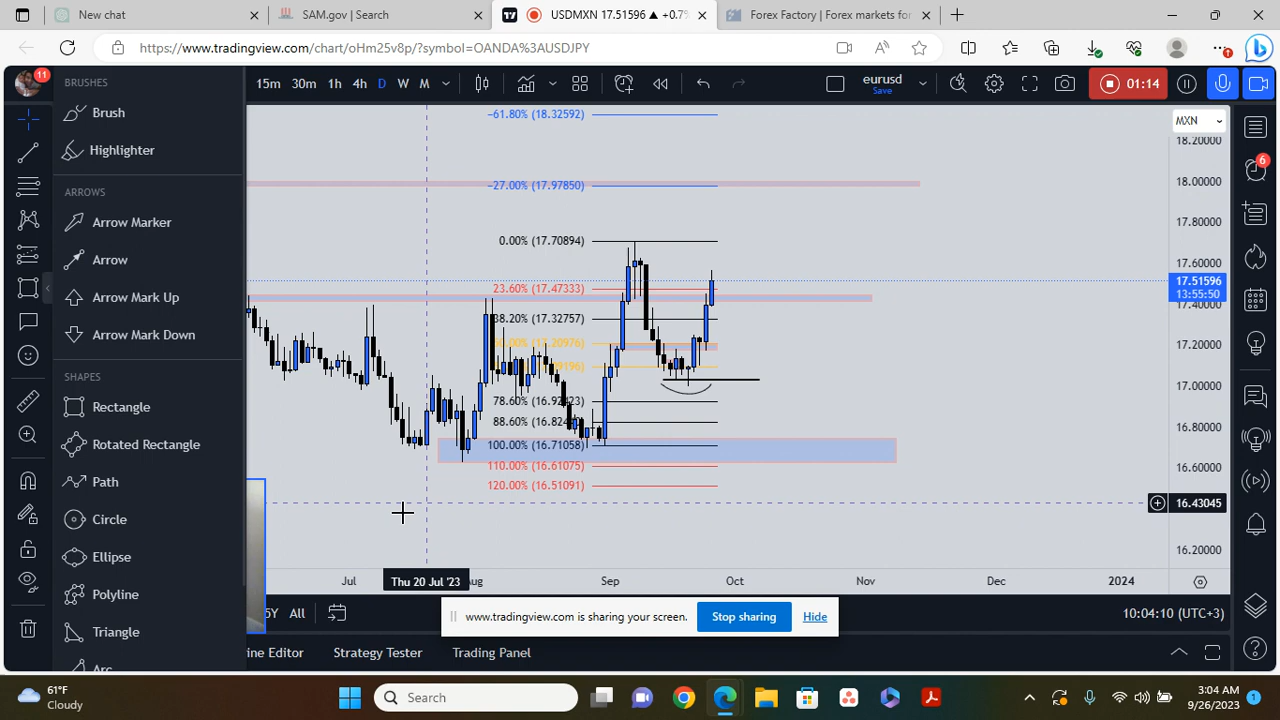 New chat
SAM.gov | Search
USDMXN 17.51596 ▲ +0.7%
Forex Factory | Forex markets for
https://www.tradingview.com/chart/oHm25v8p/?symbol=OANDA%3AUSDJPY
11
15m 30m 1h 4h D W M
eurusd
Save
01:14
BRUSHES
Brush
Highlighter
ARROWS
Arrow Marker
Arrow
Arrow Mark Up
Arrow Mark Down
SHAPES
Rectangle
Rotated Rectangle
Path
Circle
Ellipse
Polyline
Triangle
Arc
−61.80% (18.32592)
−27.00% (17.97850)
0.00% (17.70894)
23.60% (17.47333)
38.20% (17.32757)
78.60% (16.92423)
100.00% (16.71058)
110.00% (16.61075)
120.00% (16.51091)
MXN
18.20000
18.00000
17.80000
17.60000
17.51596
13:55:50
17.40000
17.20000
17.00000
16.80000
16.60000
16.43045
16.20000
6
Jul
Thu 20 Jul '23
Aug
Sep
Oct
Nov
Dec
2024
5Y All
10:04:10 (UTC+3)
www.tradingview.com is sharing your screen.
Stop sharing
Hide
ine Editor
Strategy Tester
Trading Panel
61°F
Cloudy
Search
3:04 AM
9/26/2023
1